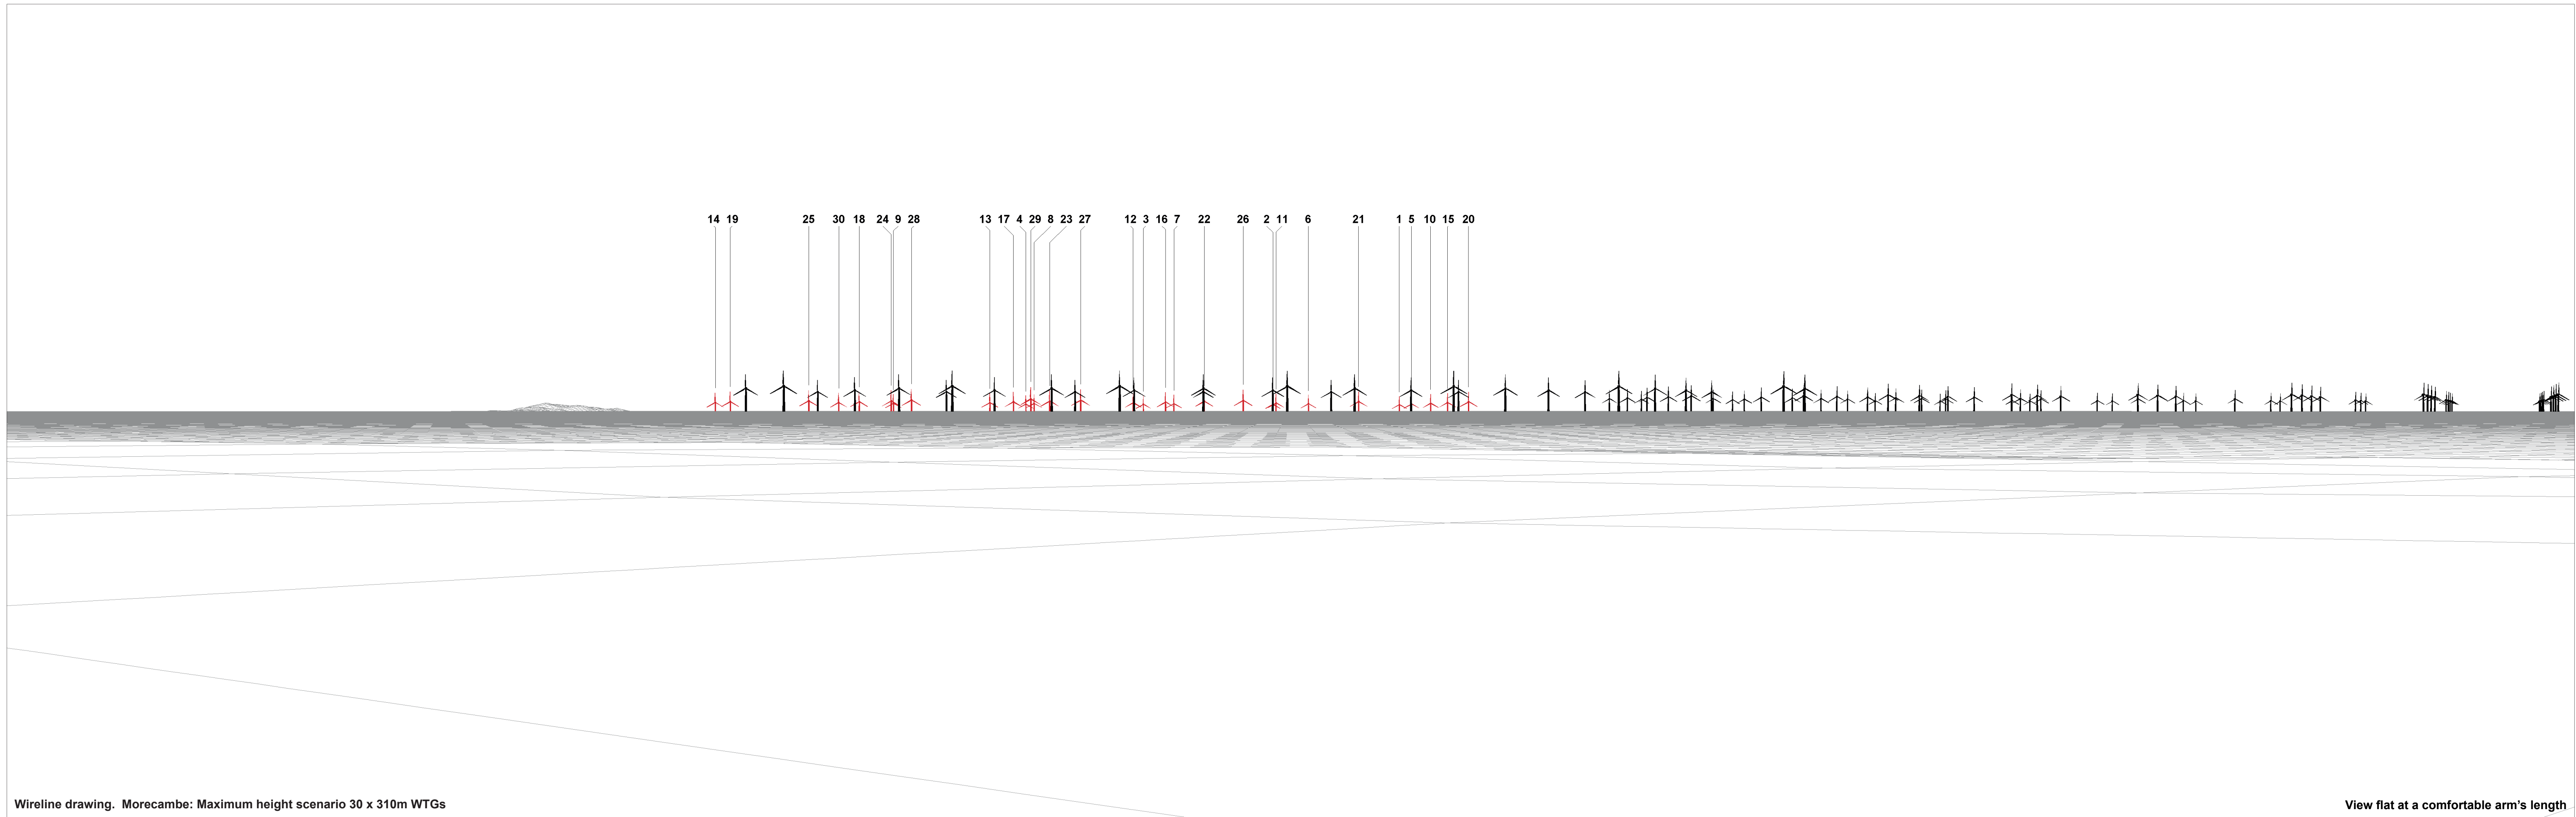 14 19 25 30 18 24 9 28 13 17 4 29 8 23 27 12 3 16 7 22 26 2 11 6 21 1 5 10 15 20
Wireline drawing. Morecambe: Maximum height scenario 30 x 310m WTGs
View flat at a comfortable arm's length